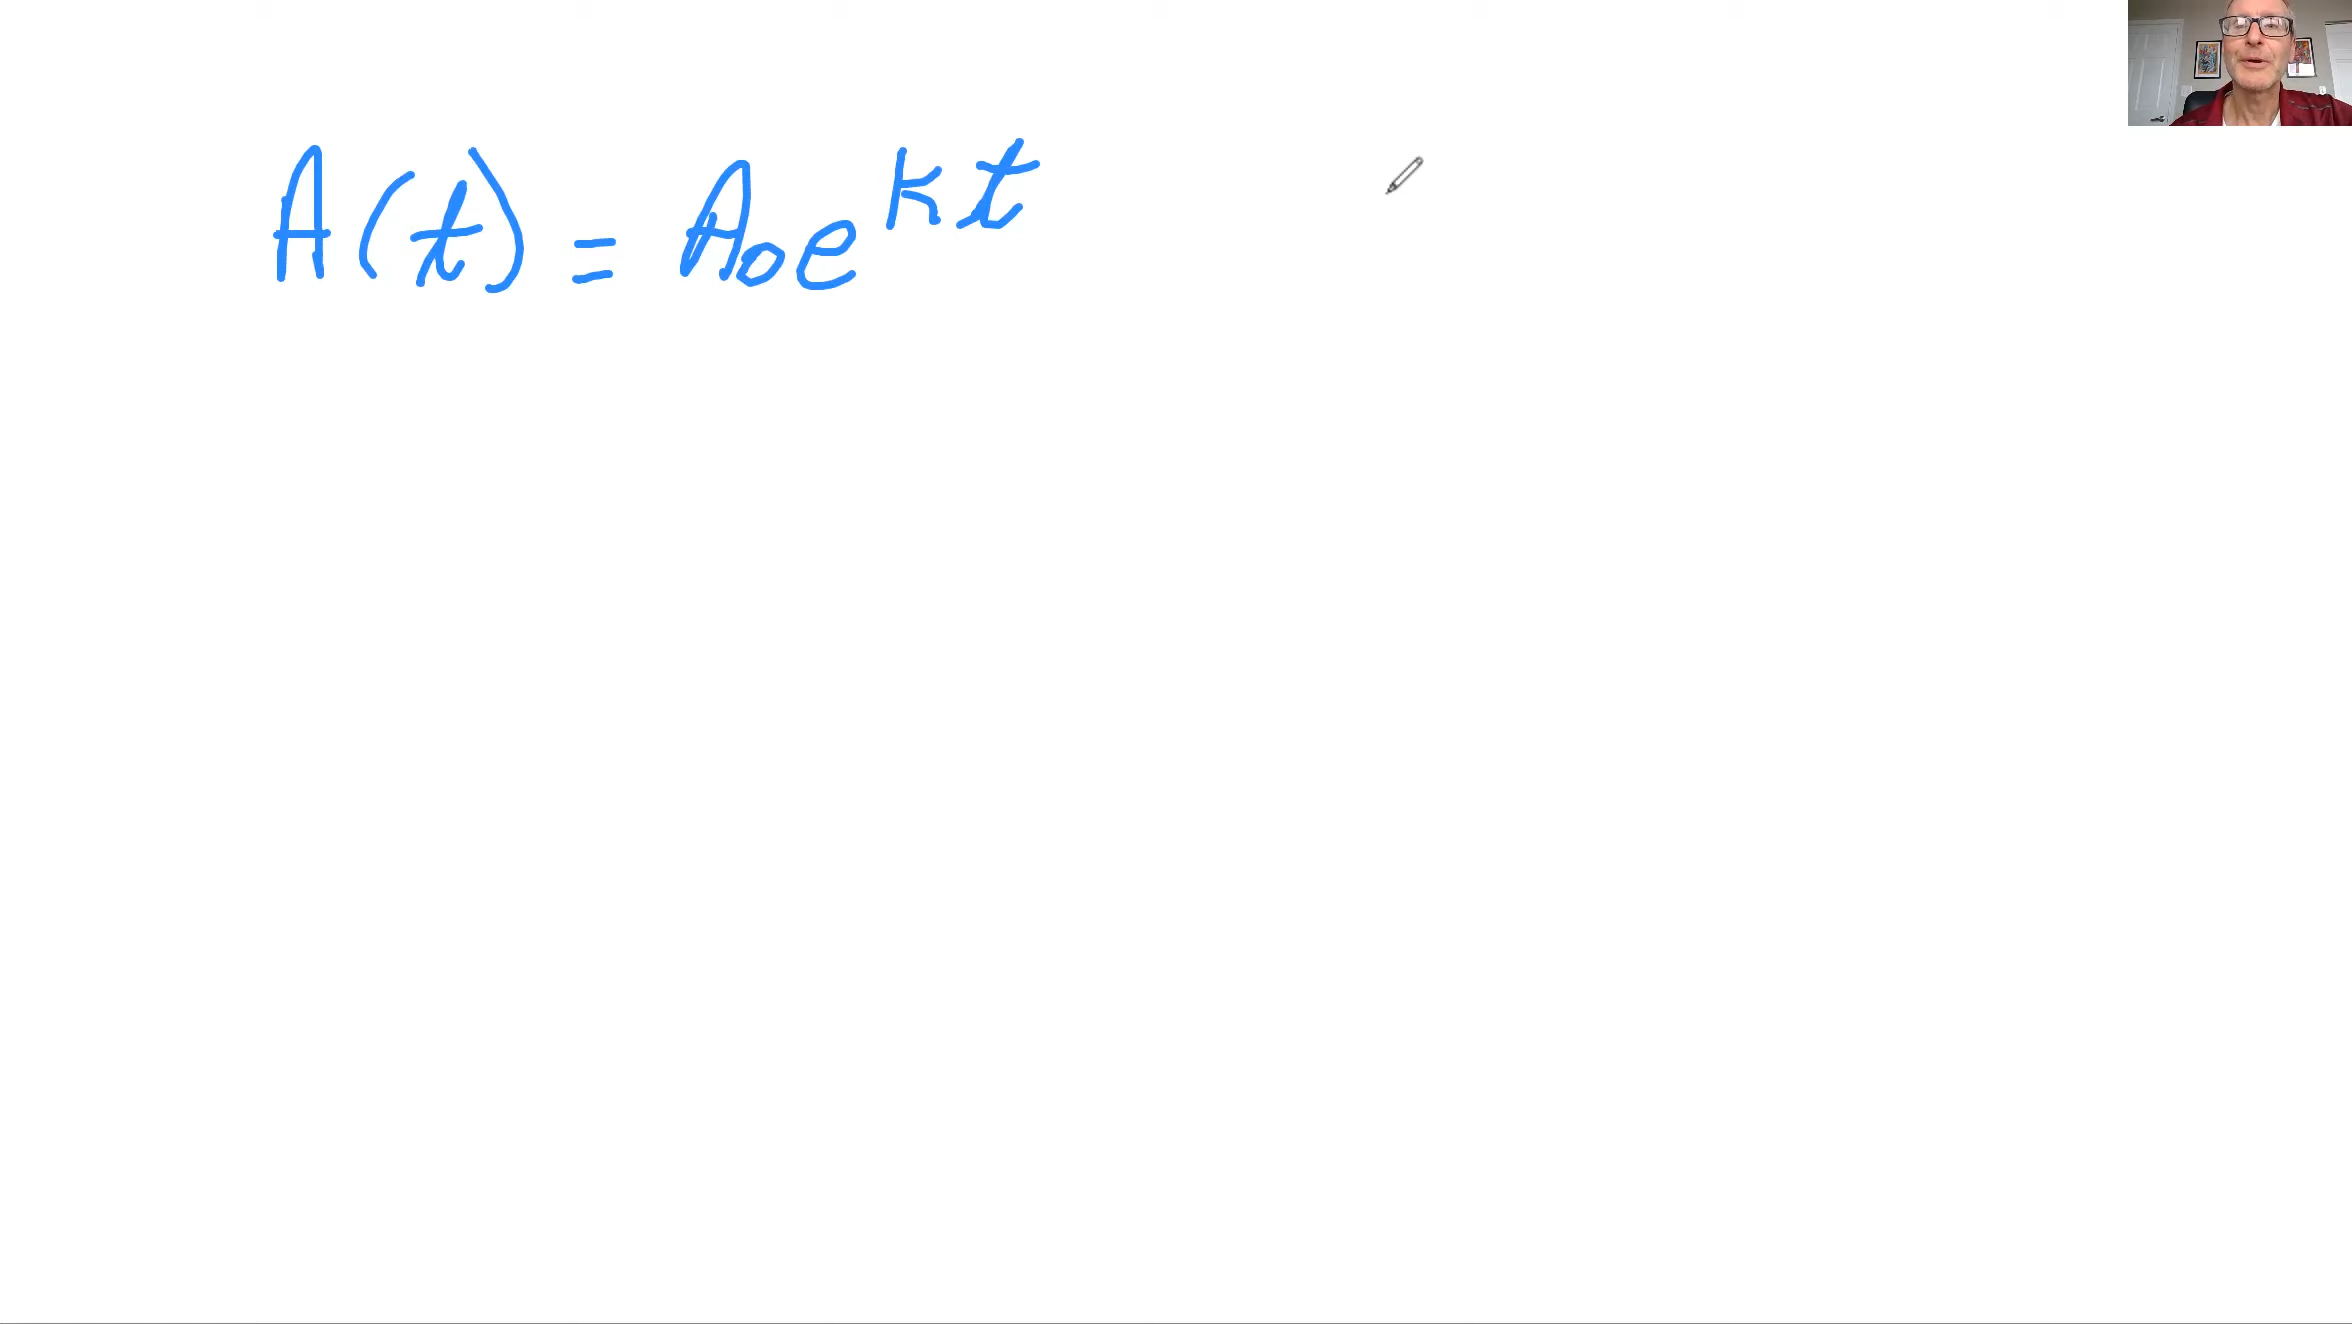 A(t) = A₀e^{kt}